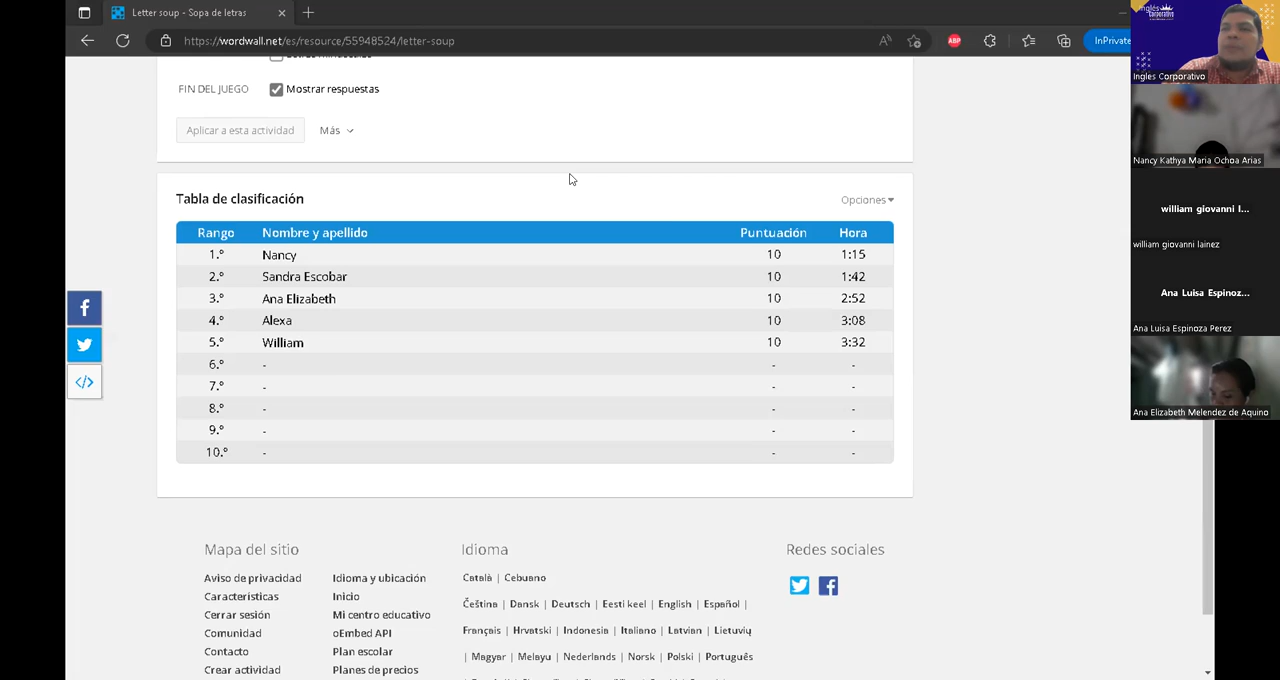 Letter soup - Sopa de letras
https://wordwall.net/es/resource/55948524/letter-soup
ABP
InPrivate
FIN DEL JUEGO
Mostrar respuestas
Aplicar a esta actividad
Más
Tabla de clasificación
Opciones
Rango Nombre y apellido Puntuación Hora
1.º Nancy 10 1:15
2.º Sandra Escobar 10 1:42
3.º Ana Elizabeth 10 2:52
4.º Alexa 10 3:08
5.º William 10 3:32
6.º - - -
7.º - - -
8.º - - -
9.º - - -
10.º - - -
Mapa del sitio
Aviso de privacidad
Características
Cerrar sesión
Comunidad
Contacto
Crear actividad
Idioma y ubicación
Inicio
Mi centro educativo
oEmbed API
Plan escolar
Planes de precios
Idioma
Català | Cebuano
Čeština | Dansk | Deutsch | Eesti keel | English | Español |
Français | Hrvatski | Indonesia | Italiano | Latvian | Lietuvių
| Magyar | Melayu | Nederlands | Norsk | Polski | Português
Redes sociales
Inglés
Corporativo
Ingles Corporativo
Nancy Kathya Maria Ochoa Arias
william giovanni l...
william giovanni lainez
Ana Luisa Espinoz...
Ana Luisa Espinoza Perez
Ana Elizabeth Melendez de Aquino